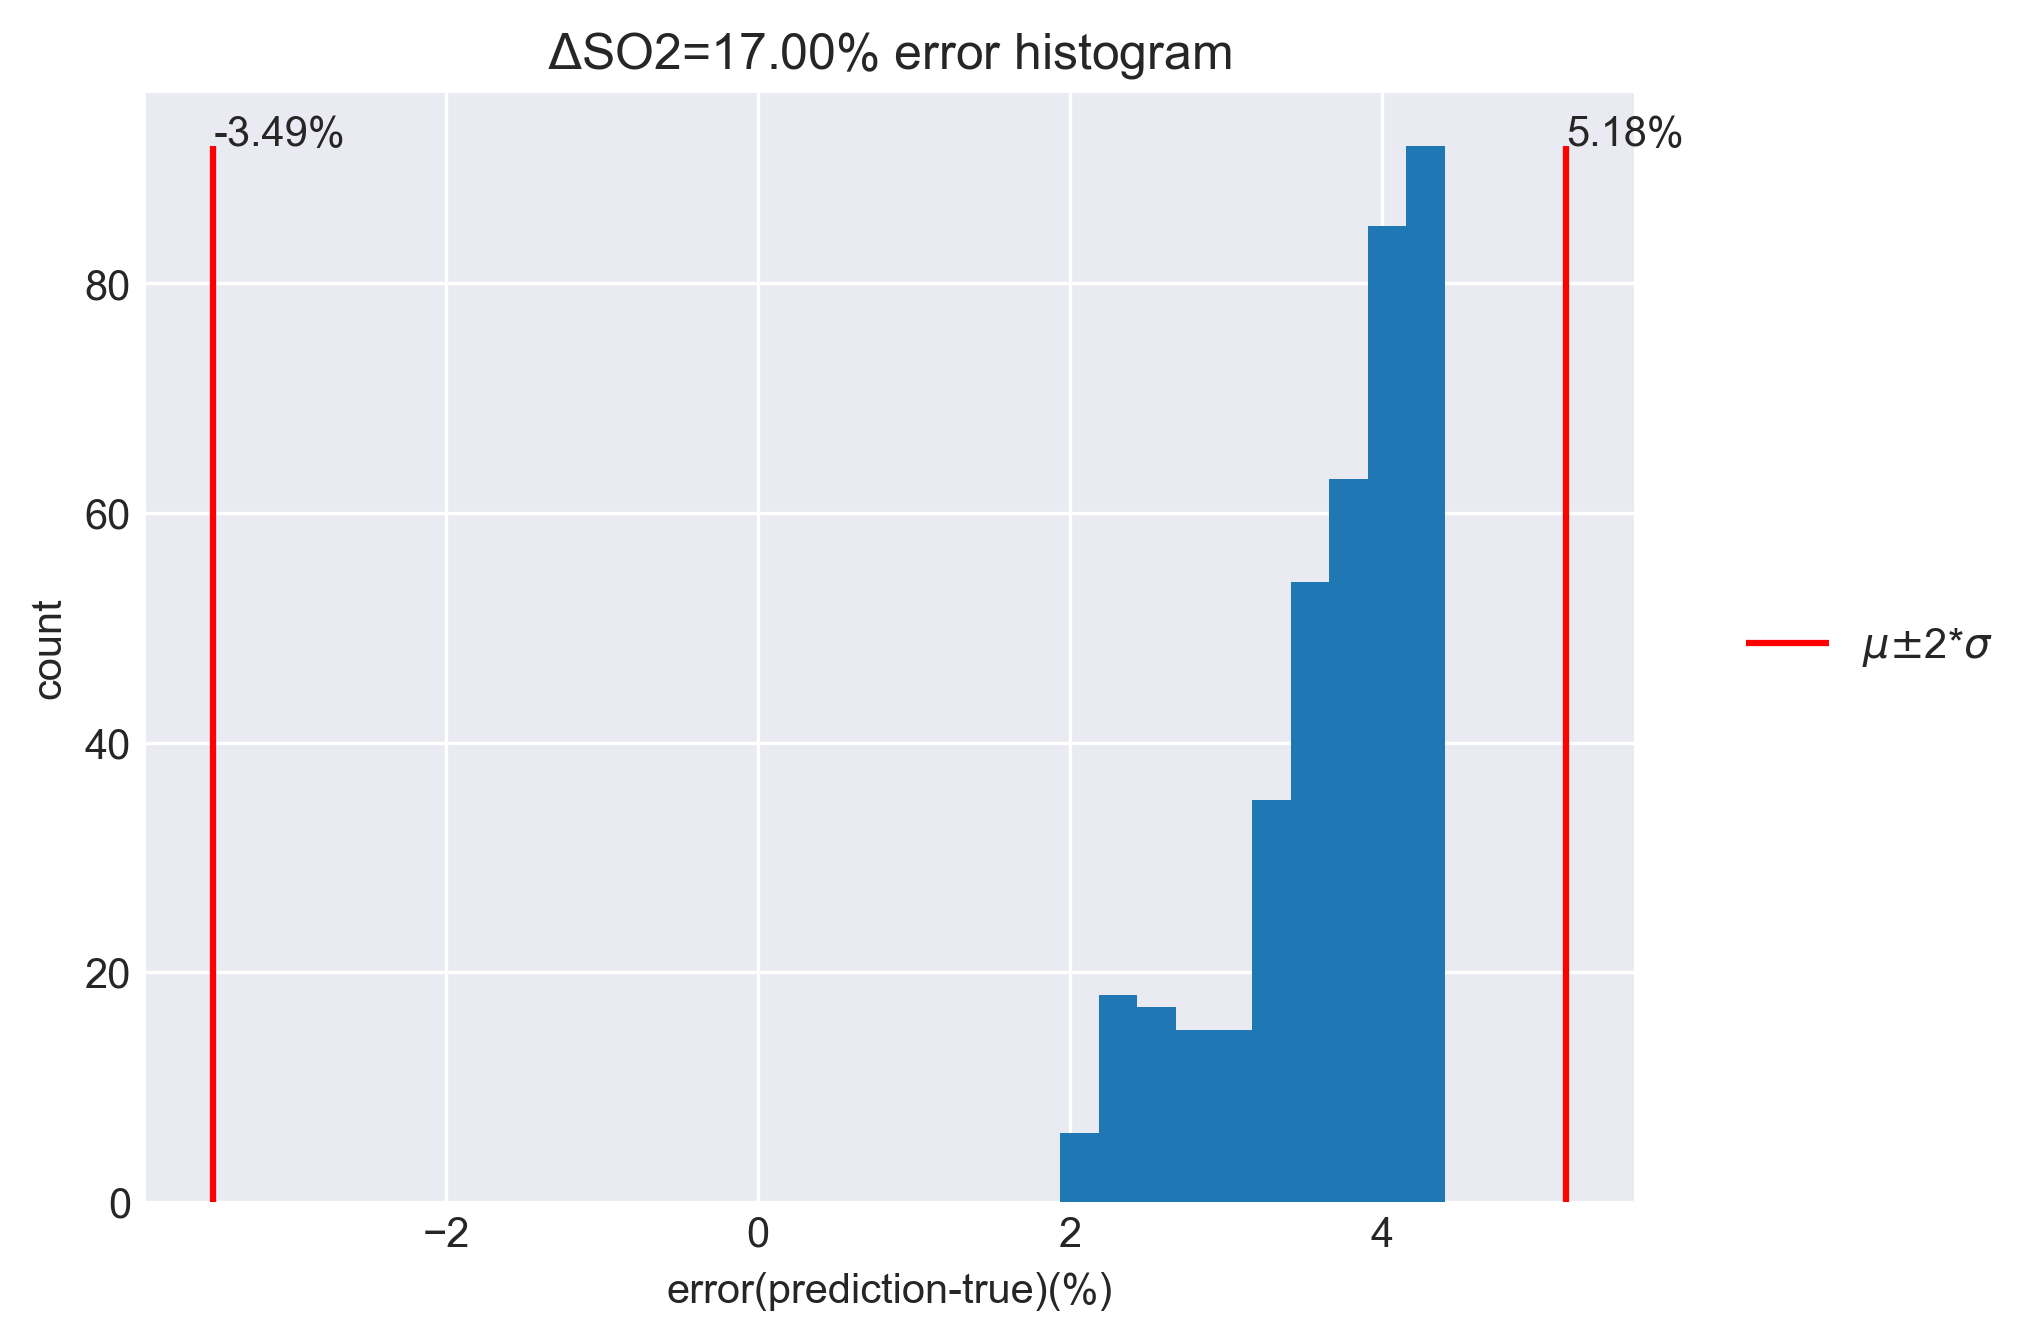 ΔSO2=17.00% error histogram
-3.49%
5.18%
80
60
40
20
0
count
−2
0
2
4
error(prediction-true)(%)
μ±2*σ